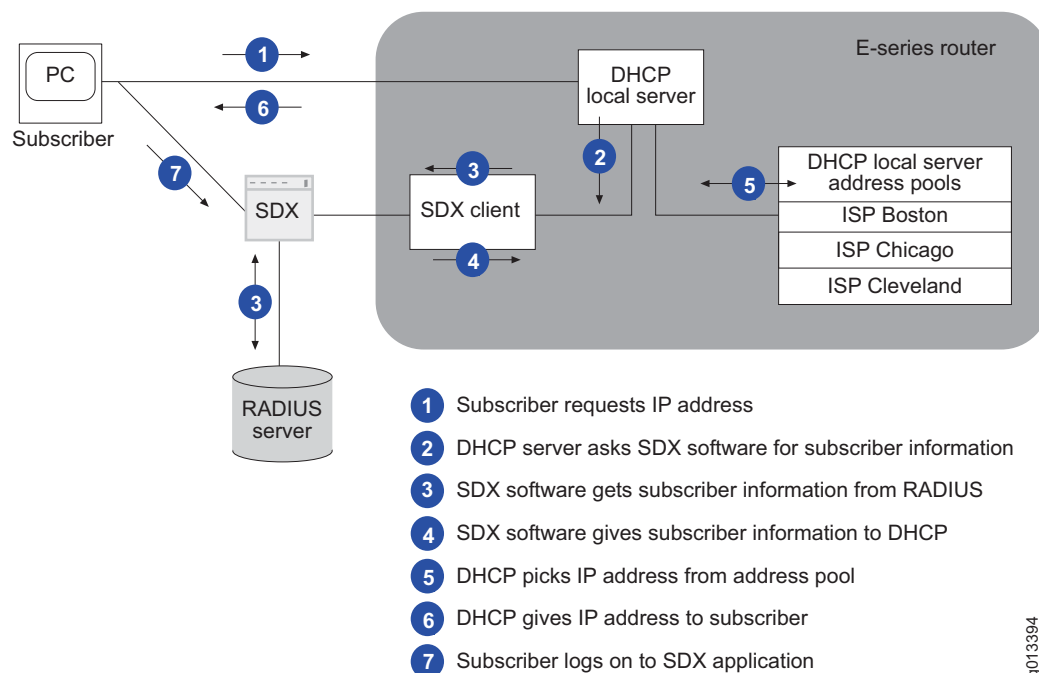 1
E-series router
PC
DHCP
local server
6
Subscriber
2
7
3
DHCP local server
address pools
5
SDX
SDX client
ISP Boston
ISP Chicago
4
ISP Cleveland
3
RADIUS
server
1 Subscriber requests IP address
2 DHCP server asks SDX software for subscriber information
3 SDX software gets subscriber information from RADIUS
4 SDX software gives subscriber information to DHCP
5 DHCP picks IP address from address pool
6 DHCP gives IP address to subscriber
7 Subscriber logs on to SDX application
g013394